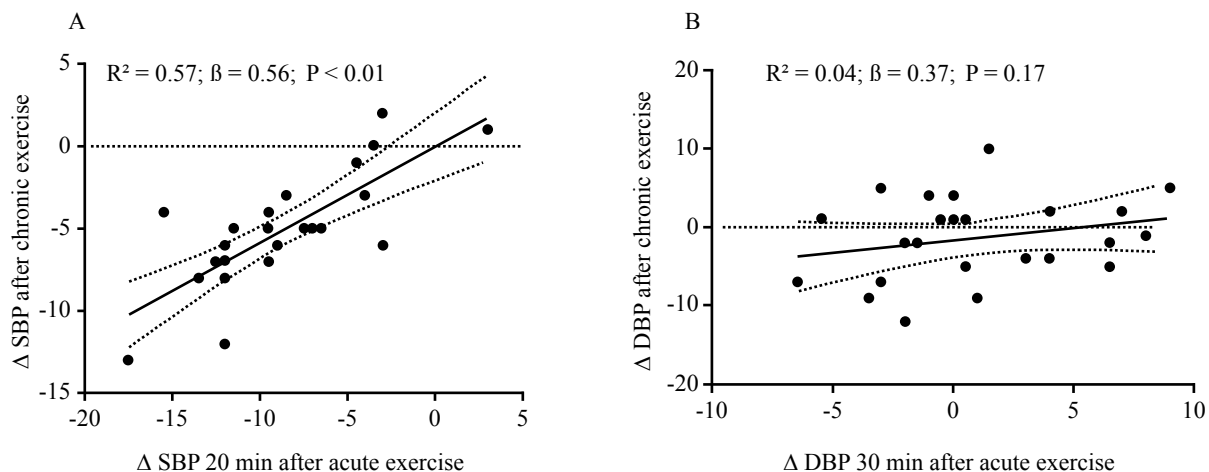 A
R² = 0.57; ß = 0.56; P < 0.01
5
0
-5
-10
-15
-20
-15
-10
-5
0
5
Δ SBP after chronic exercise
Δ SBP 20 min after acute exercise
B
R² = 0.04; ß = 0.37; P = 0.17
20
10
0
-10
-20
-10
-5
0
5
10
Δ DBP after chronic exercise
Δ DBP 30 min after acute exercise